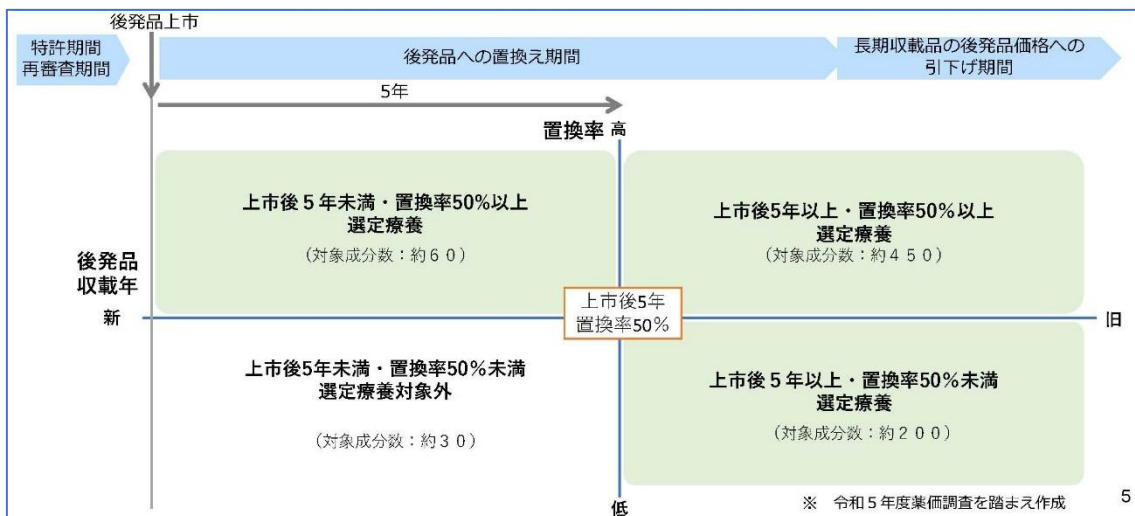 後発品上市
特許期間
再審査期間
後発品への置換え期間
長期収載品の後発品価格への
引下げ期間
5年
置換率 高
上市後５年未満・置換率50%以上
選定療養
（対象成分数：約６０）
上市後5年以上・置換率50%以上
選定療養
（対象成分数：約４５０）
後発品
収載年
新
上市後5年
置換率50%
旧
上市後5年未満・置換率50%未満
選定療養対象外
（対象成分数：約３０）
上市後５年以上・置換率50%未満
選定療養
（対象成分数：約２００）
低
※　令和５年度薬価調査を踏まえ作成
5